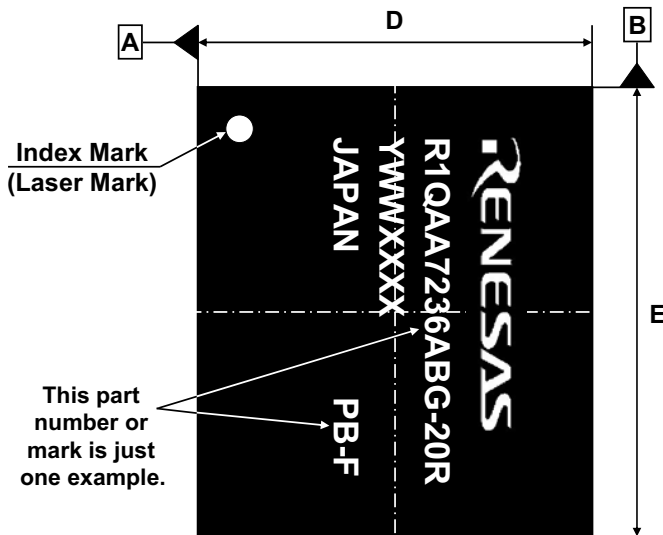 A
D
B
Index Mark
(Laser Mark)
RENESAS
R1QAA7236ABG-20R
YWWXXXX
JAPAN
PB-F
E
This part
number or
mark is just
one example.